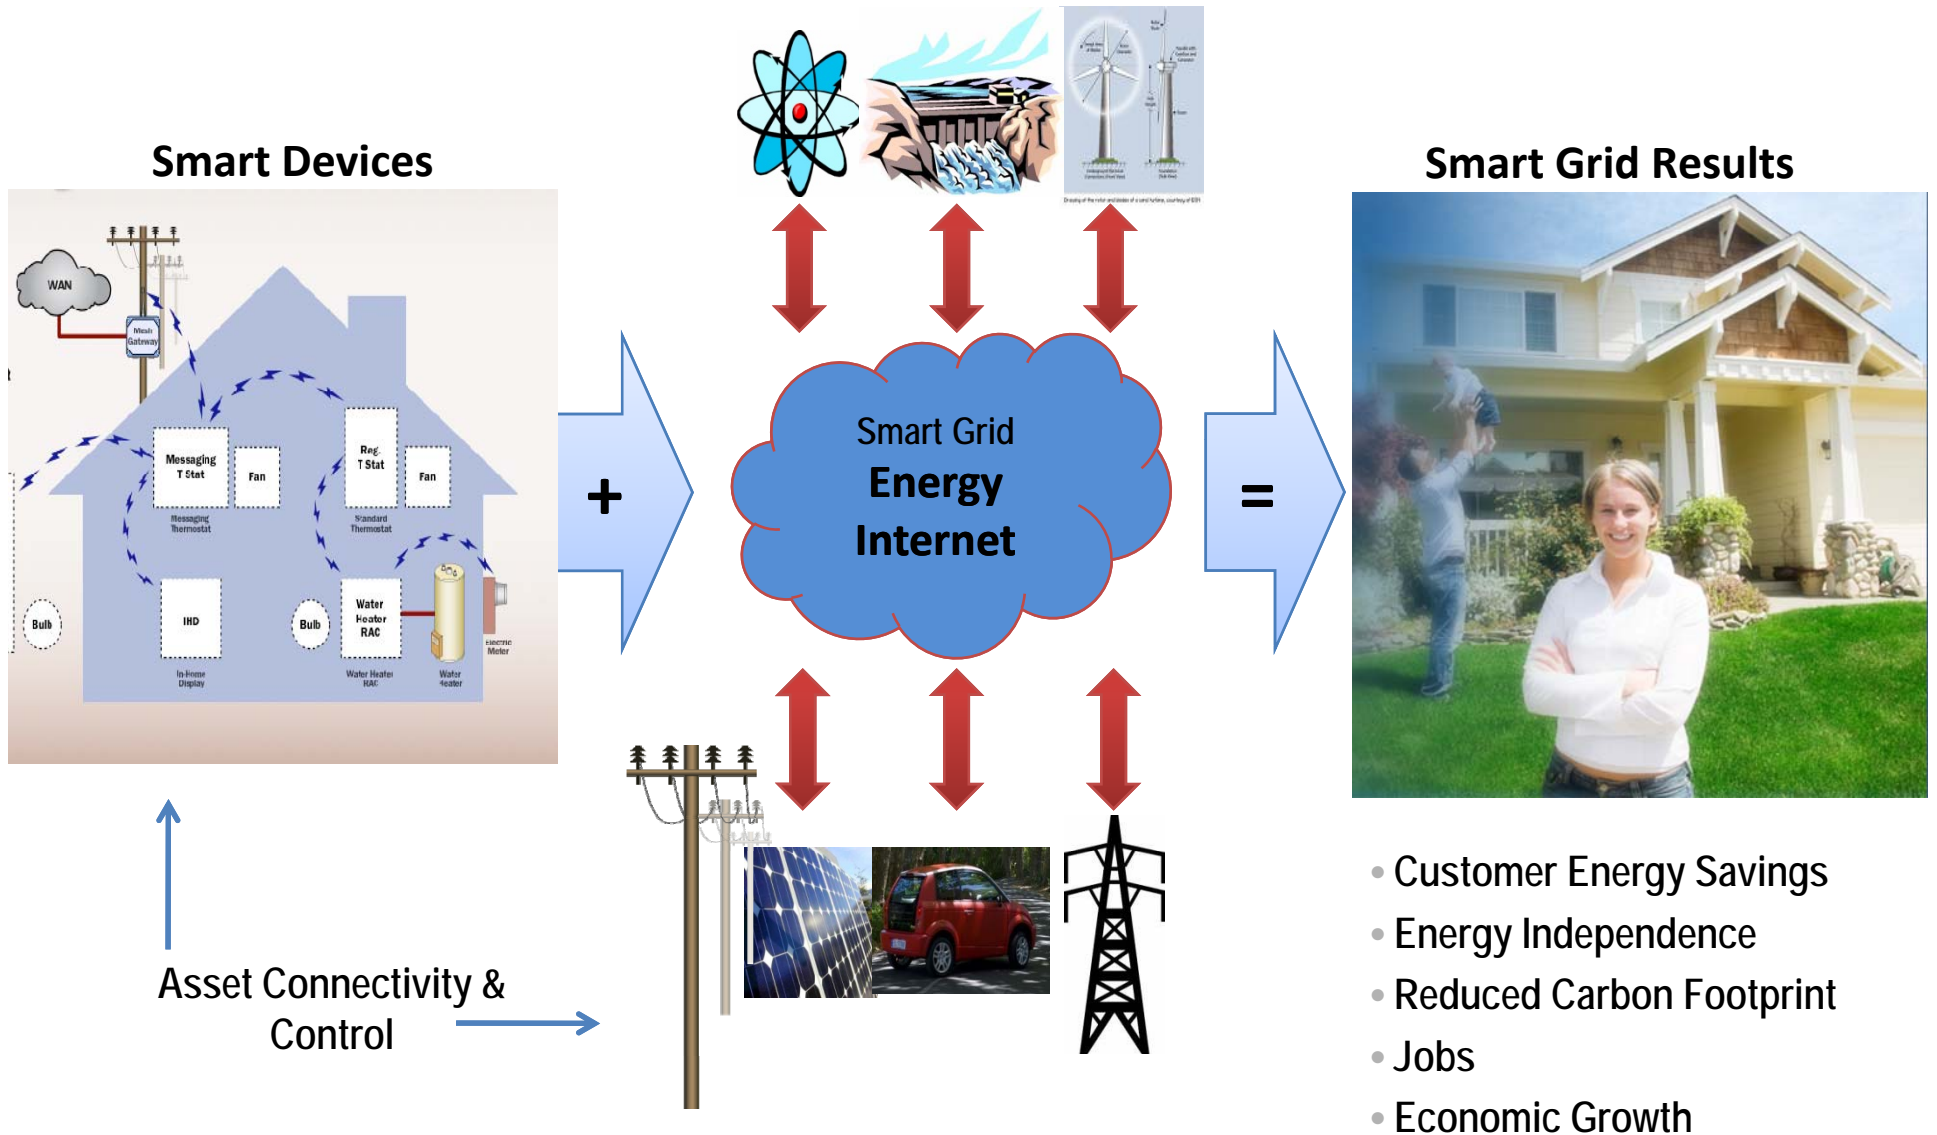 Smart Devices
WAN
Mesh
Gateway
Messaging
T Stat
Fan
Messaging
Thermostat
Reg.
T Stat
Fan
Standard
Thermostat
Bulb
IHD
In-Home
Display
Bulb
Water
Heater
RAC
Water Heater
RAC
Water
Heater
Electric
Meter
+
Smart Grid
Energy
Internet
=
Smart Grid Results
Asset Connectivity &
Control
• Customer Energy Savings
• Energy Independence
• Reduced Carbon Footprint
• Jobs
• Economic Growth